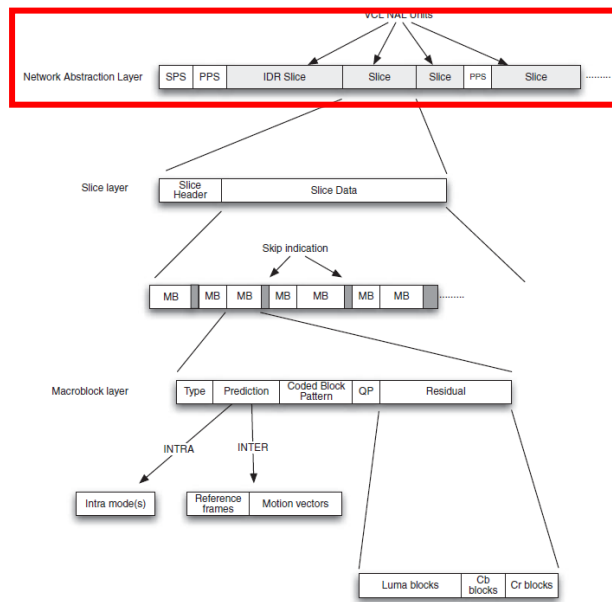 VCL NAL Units
Network Abstraction Layer
SPS PPS IDR Slice Slice Slice PPS Slice
Slice layer
Slice Header Slice Data
Skip indication
MB MB MB MB MB MB MB
Macroblock layer
Type Prediction Coded Block Pattern QP Residual
INTRA
INTER
Intra mode(s)
Reference frames Motion vectors
Luma blocks Cb blocks Cr blocks